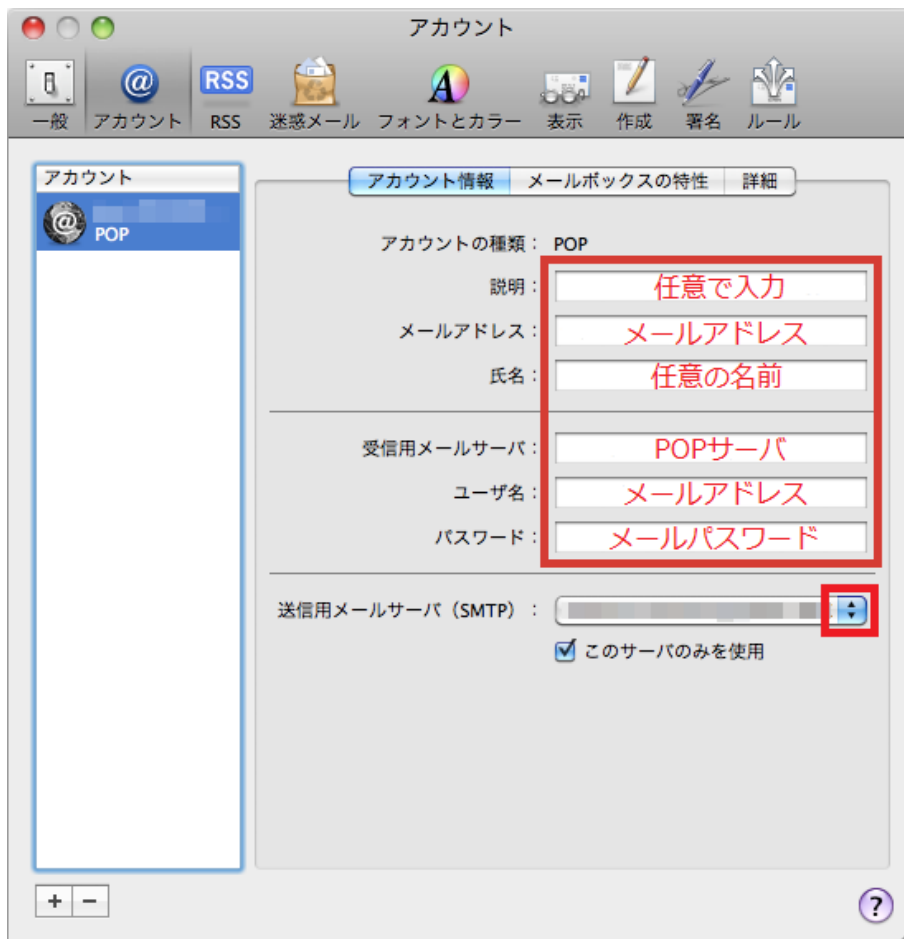 アカウント
RSS
一般 アカウント RSS 迷惑メール フォントとカラー 表示 作成 署名 ルール
アカウント
POP
アカウント情報 メールボックスの特性 詳細
アカウントの種類： POP
説明： 任意で入力
メールアドレス： メールアドレス
氏名： 任意の名前
受信用メールサーバ： POPサーバ
ユーザ名： メールアドレス
パスワード： メールパスワード
送信用メールサーバ（SMTP）：
このサーバのみを使用
+ − ?